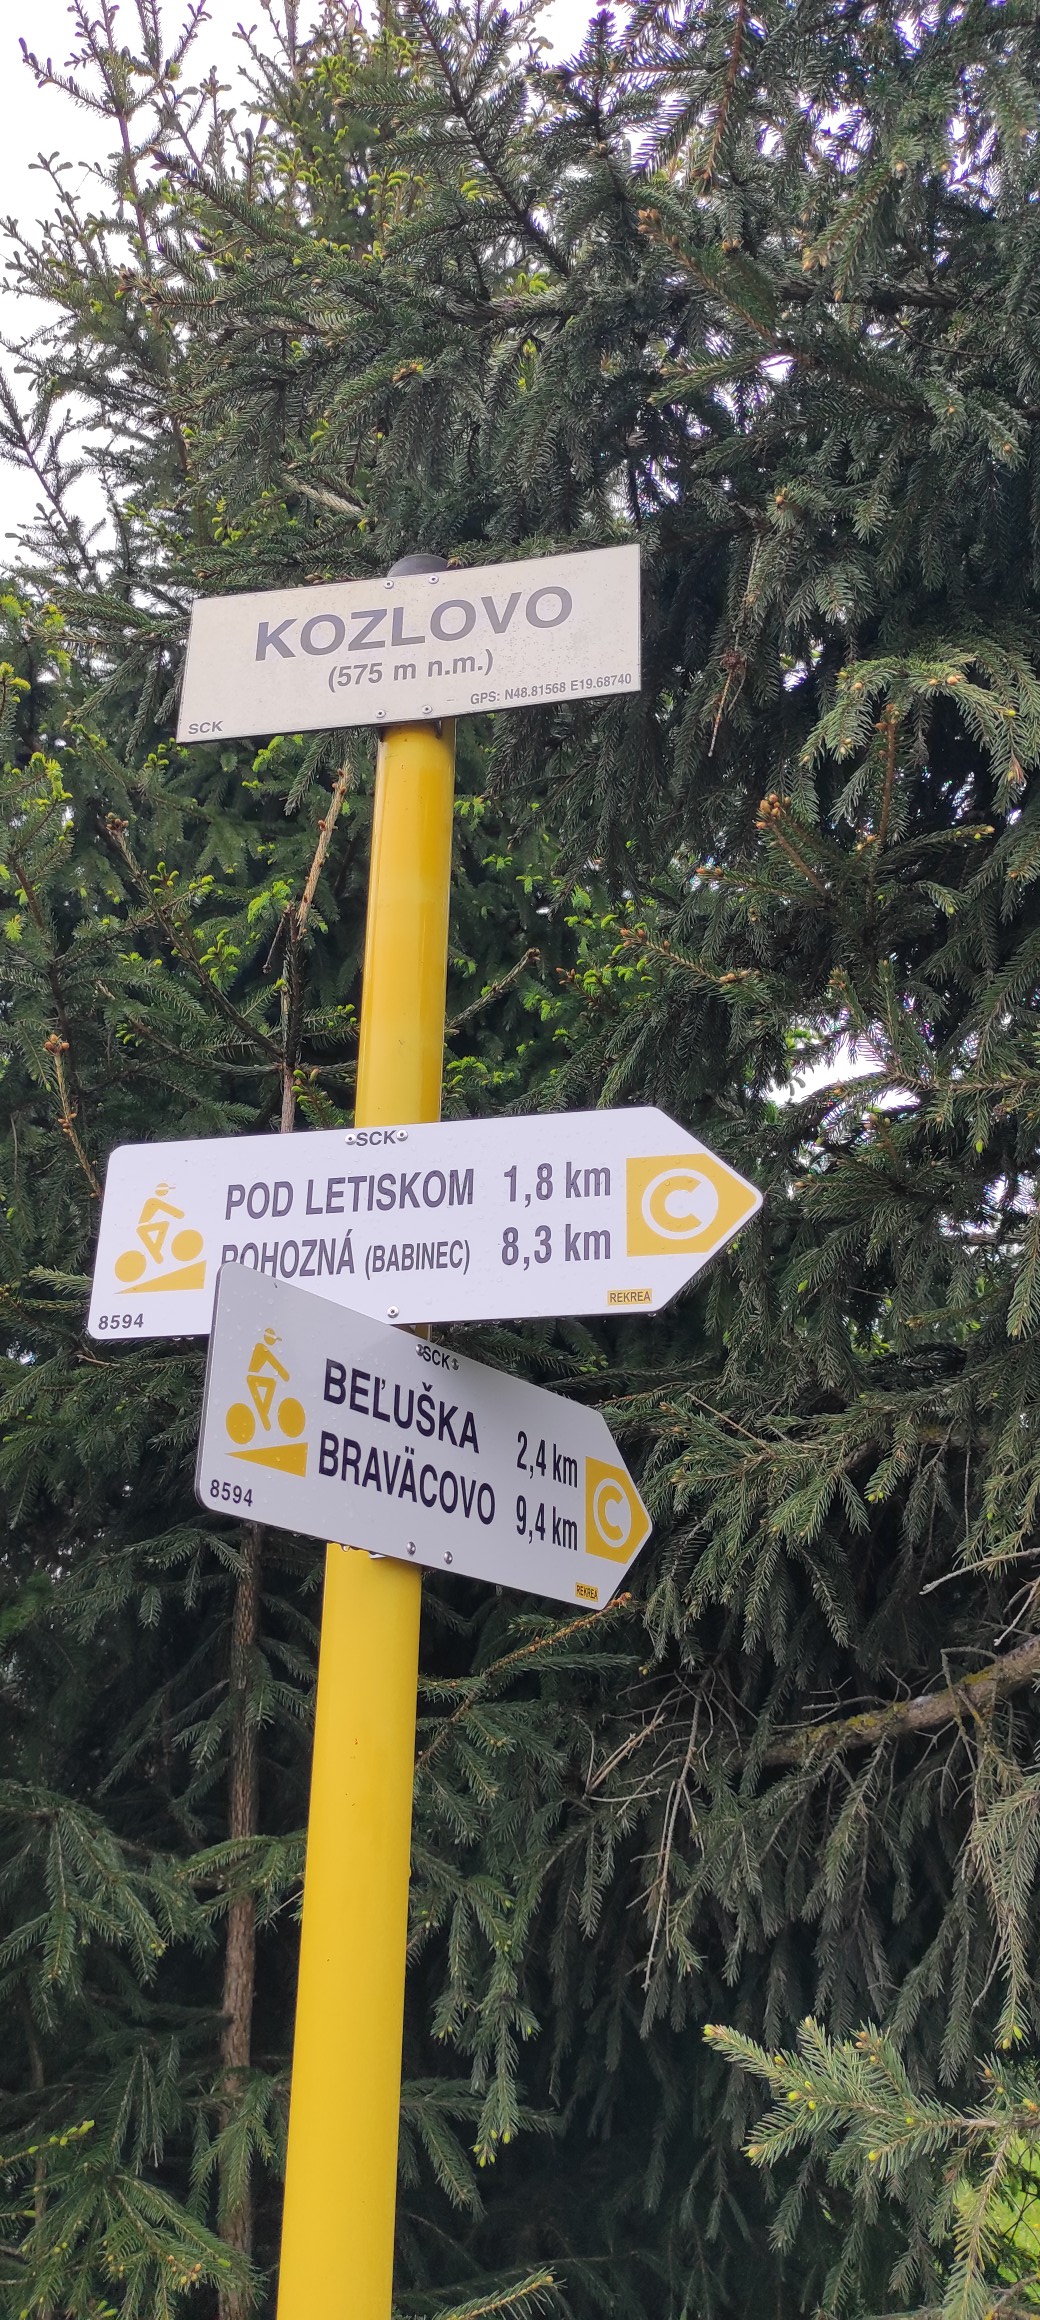 KOZLOVO
(575 m n.m.)
GPS: N48.81568 E19.68740
SCK
SCK
POD LETISKOM 1,8 km
POHOZNÁ (BABINEC) 8,3 km
C
REKREA
8594
SCK
BEĽUŠKA 2,4 km
BRAVÄCOVO 9,4 km
C
8594
REKREA